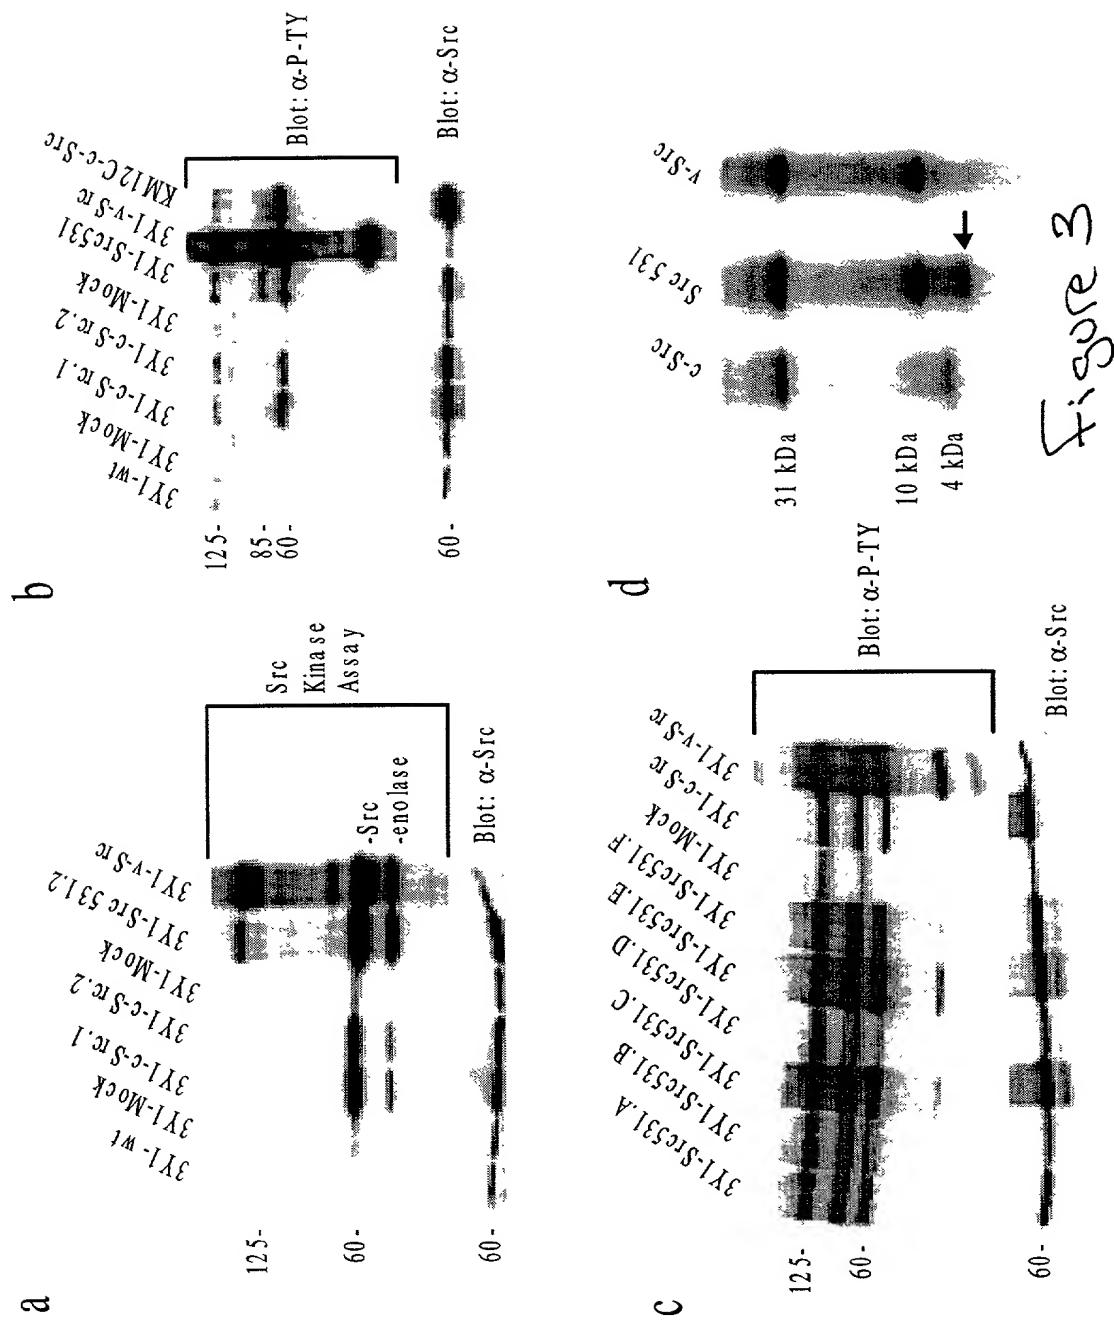 a
3Y1-wt
3Y1-Mock
3Y1-c-Src.1
3Y1-c-Src.2
3Y1-Mock
3Y1-Src 531.2
3Y1-v-Src
125-
60-
Src
Kinase
Assay
-Src
-enolase
60-
Blot: α-Src
b
3Y1-wt
3Y1-Mock
3Y1-c-Src.1
3Y1-c-Src.2
3Y1-Mock
3Y1-Src531
3Y1-v-Src
KM12C-c-Src
125-
85-
60-
Blot: α-P-TY
60-
Blot: α-Src
c
3Y1-Src531.A
3Y1-Src531.B
3Y1-Src531.C
3Y1-Src531.D
3Y1-Src531.E
3Y1-Src531.F
3Y1-Mock
3Y1-c-Src
3Y1-v-Src
125-
60-
Blot: α-P-TY
60-
Blot: α-Src
d
c-Src
Src 531
v-Src
31 kDa
10 kDa
4 kDa
Figure 3